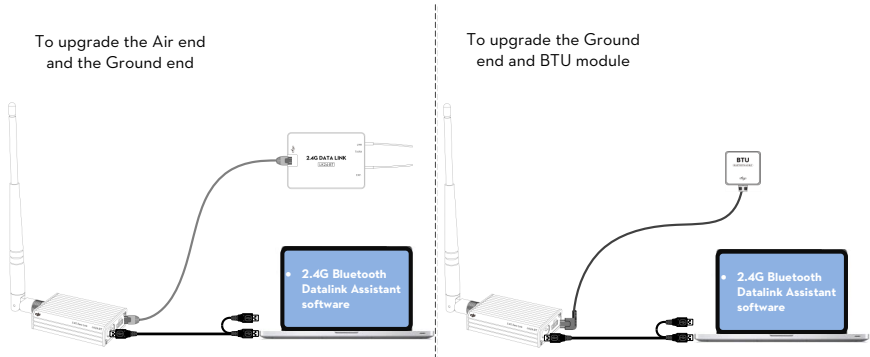 To upgrade the Air end
and the Ground end
2.4G DATA LINK
• 2.4G Bluetooth
Datalink Assistant
software
To upgrade the Ground
end and BTU module
BTU
• 2.4G Bluetooth
Datalink Assistant
software